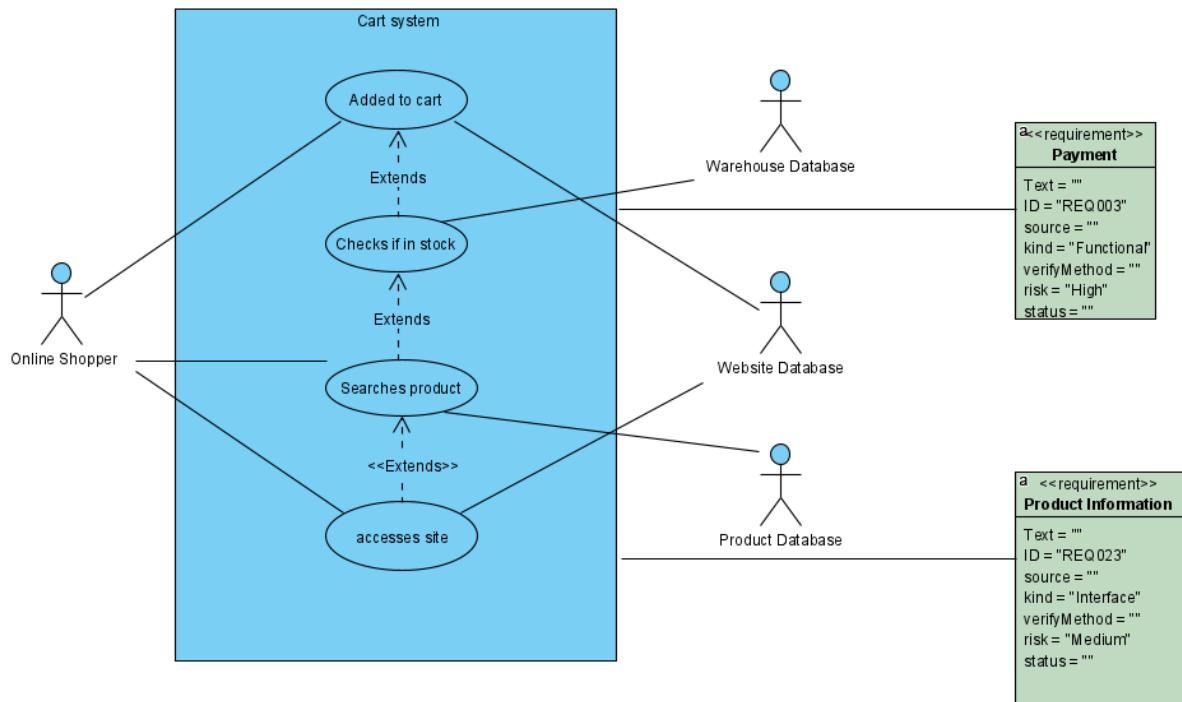 Cart system
Added to cart
Extends
Checks if in stock
Extends
Searches product
<<Extends>>
accesses site
Online Shopper
Warehouse Database
Website Database
Product Database
a
<<requirement>>
Payment
Text = ""
ID = "REQ003"
source = ""
kind = "Functional"
verifyMethod = ""
risk = "High"
status = ""
a
<<requirement>>
Product Information
Text = ""
ID = "REQ023"
source = ""
kind = "Interface"
verifyMethod = ""
risk = "Medium"
status = ""